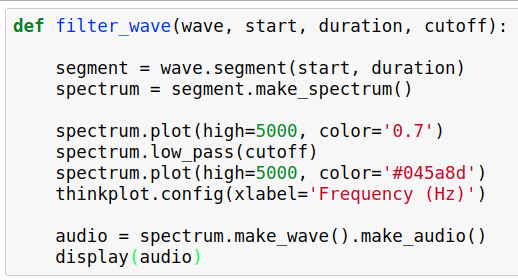 def filter_wave(wave, start, duration, cutoff):
    segment = wave.segment(start, duration)
    spectrum = segment.make_spectrum()
    spectrum.plot(high=5000, color='0.7')
    spectrum.low_pass(cutoff)
    spectrum.plot(high=5000, color='#045a8d')
    thinkplot.config(xlabel='Frequency (Hz)')
    audio = spectrum.make_wave().make_audio()
    display(audio)